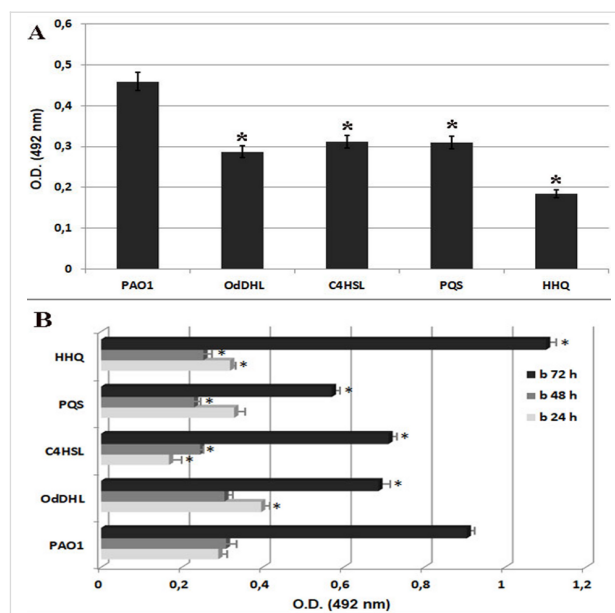 A
0,6
0,5
0,4
0,3
0,2
0,1
0
O.D. (492 nm)
*
*
*
*
PAO1
OdDHL
C4HSL
PQS
HHQ
B
HHQ
PQS
C4HSL
OdDHL
PAO1
*
*
*
*
*
*
*
*
*
*
b 72 h
b 48 h
b 24 h
0
0,2
0,4
0,6
0,8
1
1,2
O.D. (492 nm)